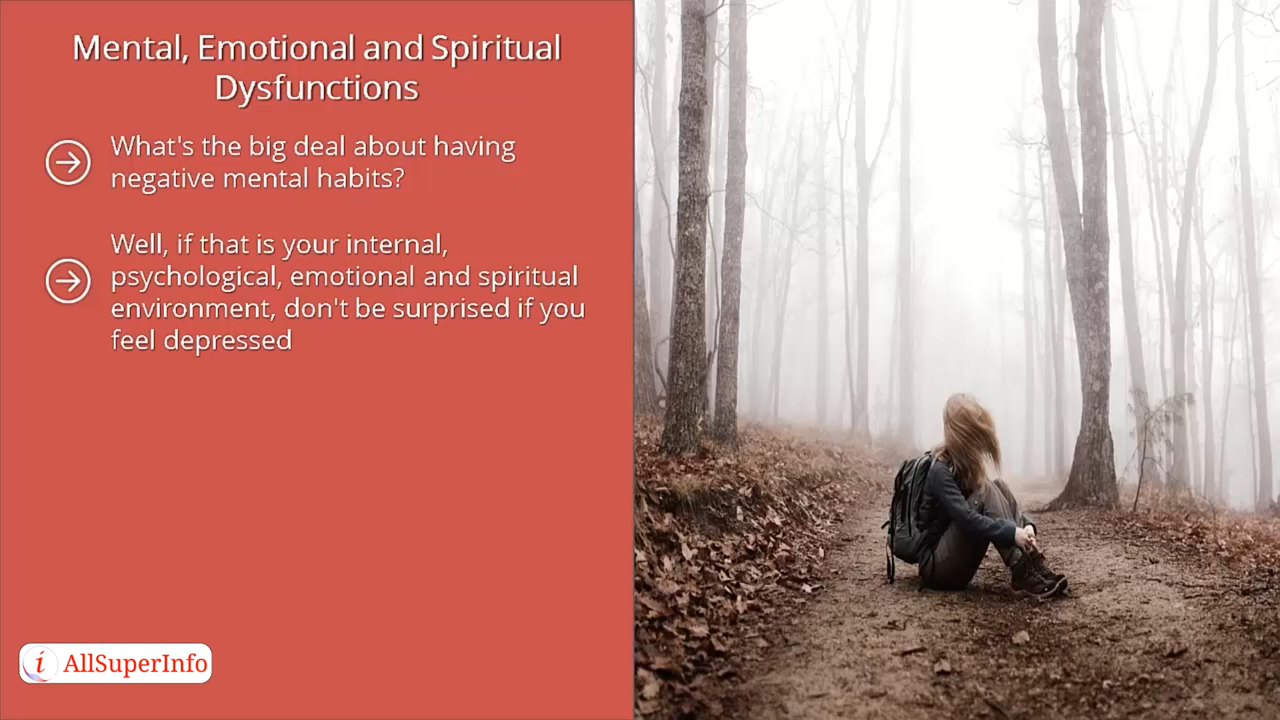 Mental, Emotional and Spiritual
Dysfunctions
What's the big deal about having
negative mental habits?
Well, if that is your internal,
psychological, emotional and spiritual
environment, don't be surprised if you
feel depressed
i AllSuperInfo